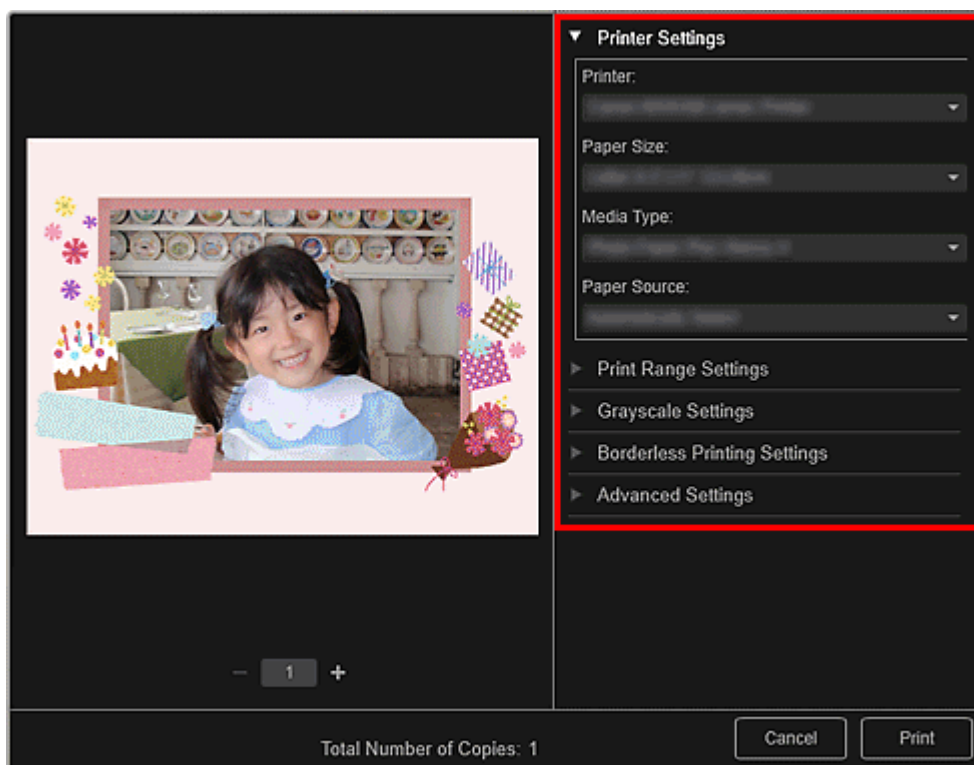 Printer Settings
Printer:
Paper Size:
Media Type:
Paper Source:
Print Range Settings
Grayscale Settings
Borderless Printing Settings
Advanced Settings
1
Total Number of Copies: 1
Cancel
Print